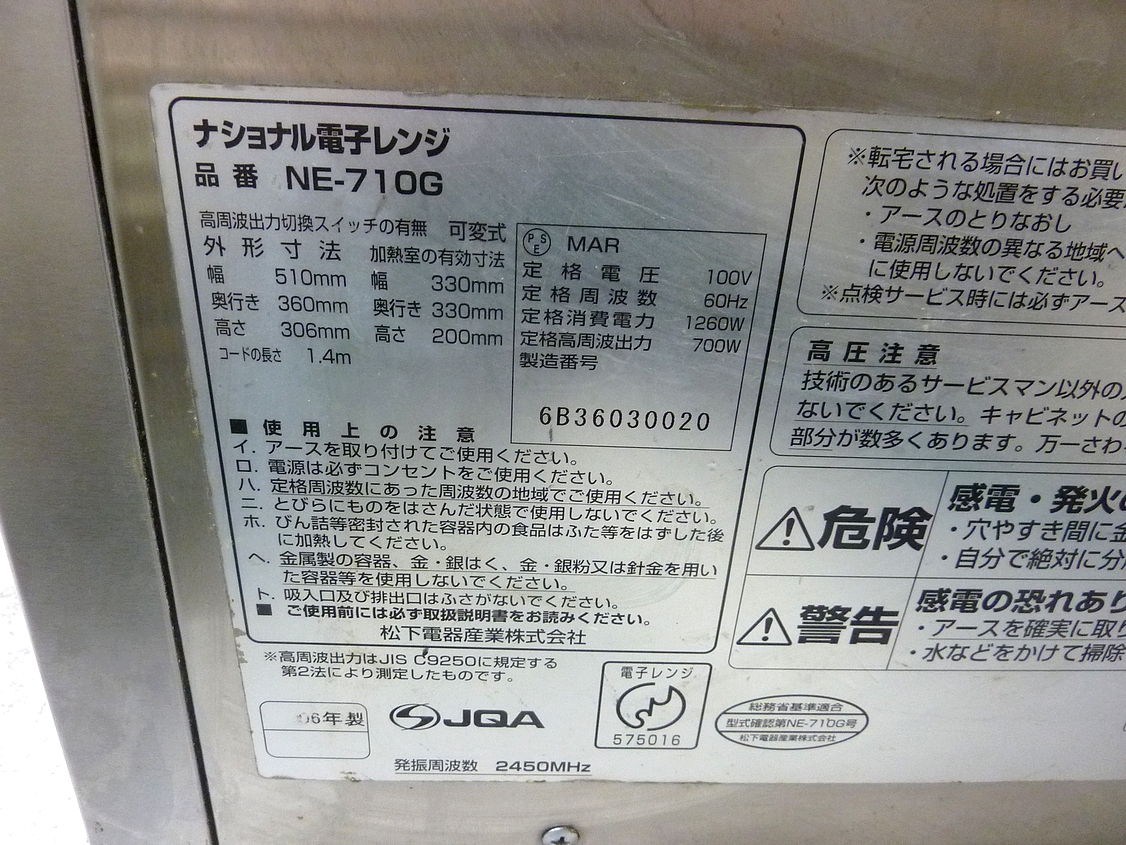 ナショナル電子レンジ
品番 NE-710G
高周波出力切換スイッチの有無 可変式
外形寸法 加熱室の有効寸法
幅 510mm 幅 330mm
奥行き 360mm 奥行き 330mm
高さ 306mm 高さ 200mm
コードの長さ 1.4m
PSE MAR
定格電圧 100V
定格周波数 60Hz
定格消費電力 1260W
定格高周波出力 700W
製造番号
6B36030020
■使用上の注意
イ. アースを取り付けてご使用ください。
ロ. 電源は必ずコンセントをご使用ください。
ハ. 定格周波数にあった周波数の地域でご使用ください。
ニ. とびらにものをはさんだ状態で使用しないでください。
ホ. びん詰等密封された容器内の食品はふた等をはずした後
に加熱してください。
ヘ. 金属製の容器、金・銀はく、金・銀粉又は針金を用い
た容器等を使用しないでください。
ト. 吸入口及び排出口はふさがないでください。
■ ご使用前には必ず取扱説明書をお読みください。
松下電器産業株式会社
※高周波出力はJIS C9250に規定する
第2法により測定したものです。
06年製
JQA
電子レンジ
575016
総務省基準適合
型式確認第NE-710G号
松下電器産業株式会社
発振周波数 2450MHz
※転宅される場合にはお買い
次のような処置をする必要
・アースのとりなおし
・電源周波数の異なる地域へ
に使用しないでください。
※点検サービス時には必ずアース
高圧注意
技術のあるサービスマン以外の
ないでください。キャビネットの
部分が数多くあります。万一さわ
危険
感電・発火の
・穴やすき間に金
・自分で絶対に分
警告
感電の恐れあり
・アースを確実に取り
・水などをかけて掃除